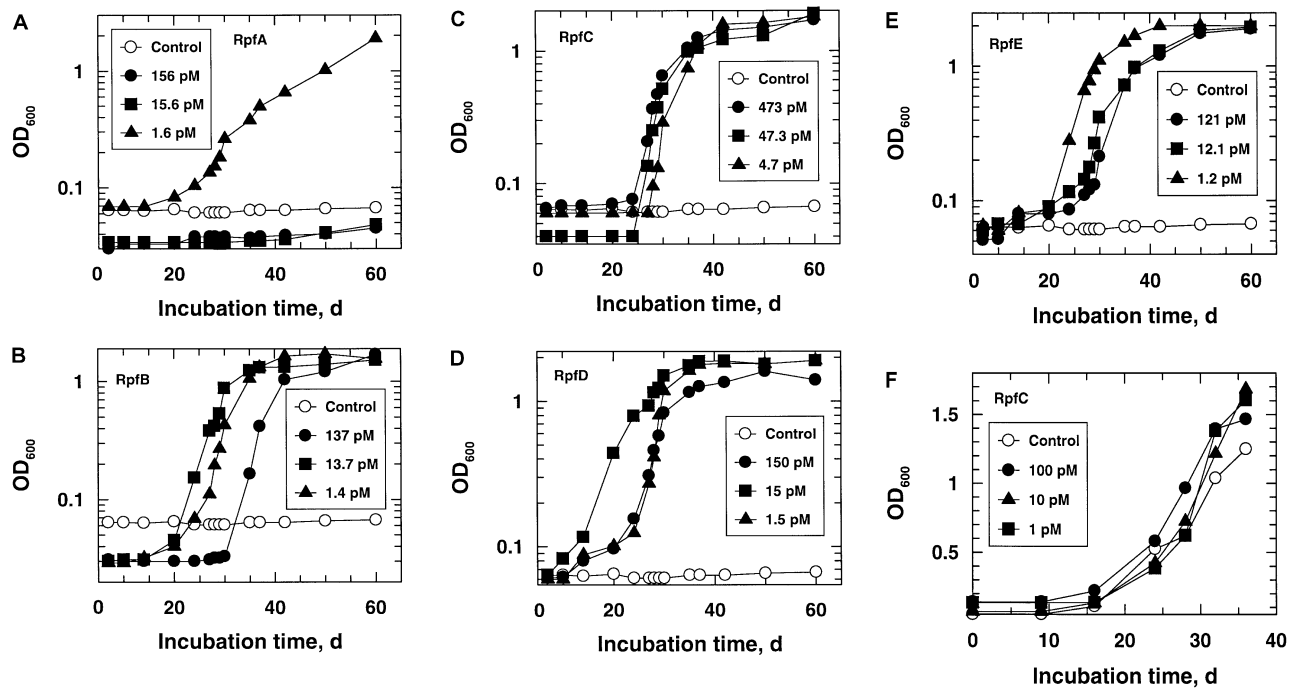 A
RpfA
Control
156 pM
15.6 pM
1.6 pM
1
0.1
OD600
0 20 40 60
Incubation time, d
B
RpfB
Control
137 pM
13.7 pM
1.4 pM
1
0.1
OD600
0 20 40 60
Incubation time, d
C
RpfC
Control
473 pM
47.3 pM
4.7 pM
1
0.1
OD600
0 20 40 60
Incubation time, d
D
RpfD
Control
150 pM
15 pM
1.5 pM
1
0.1
OD600
0 20 40 60
Incubation time, d
E
RpfE
Control
121 pM
12.1 pM
1.2 pM
1
0.1
OD600
0 20 40 60
Incubation time, d
F
RpfC
Control
100 pM
10 pM
1 pM
1.5
1
0.5
OD600
0 10 20 30 40
Incubation time, d